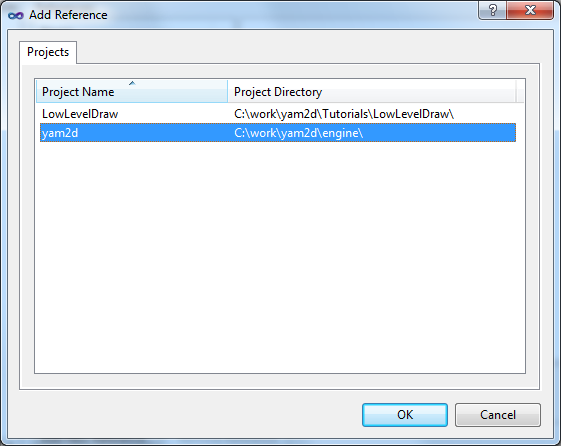 Add Reference
Projects
Project Name Project Directory
LowLevelDraw C:\work\yam2d\Tutorials\LowLevelDraw\
yam2d C:\work\yam2d\engine\
OK Cancel